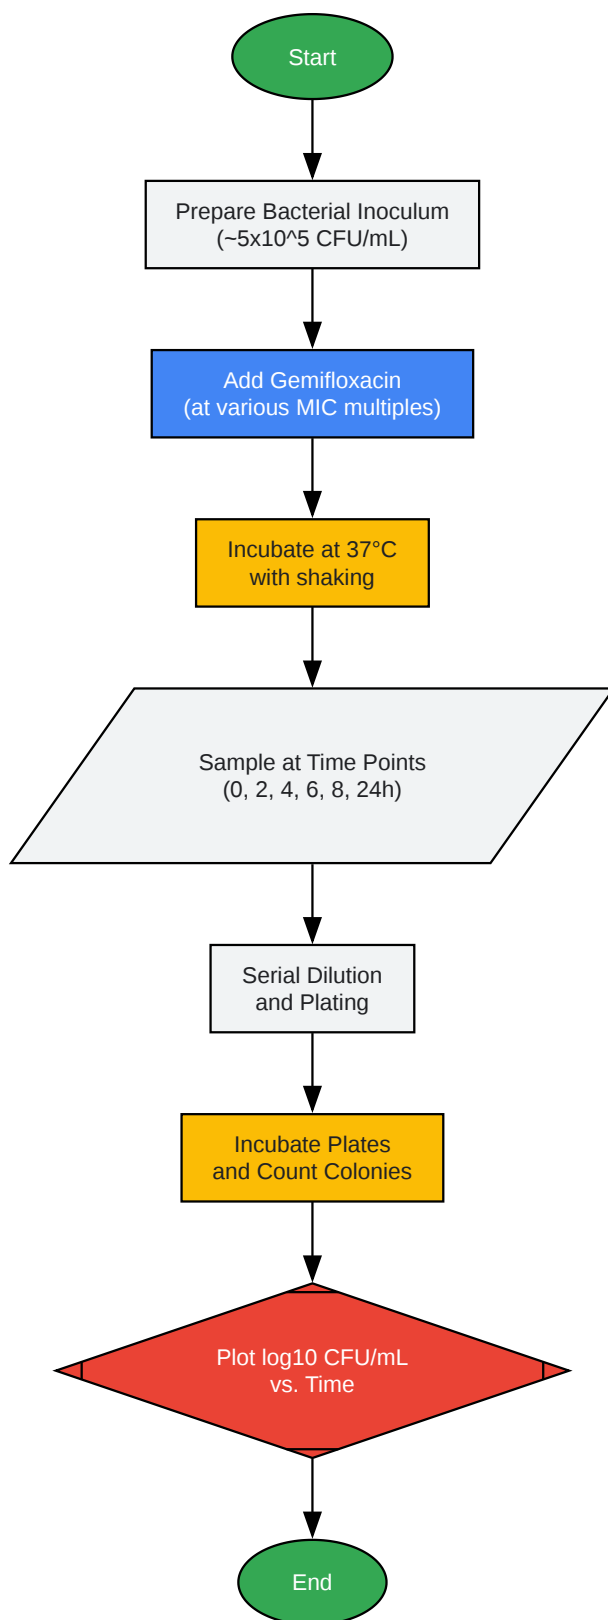 Start
Prepare Bacterial Inoculum
(~5x10^5 CFU/mL)
Add Gemifloxacin
(at various MIC multiples)
Incubate at 37°C
with shaking
Sample at Time Points
(0, 2, 4, 6, 8, 24h)
Serial Dilution
and Plating
Incubate Plates
and Count Colonies
Plot log10 CFU/mL
vs. Time
End